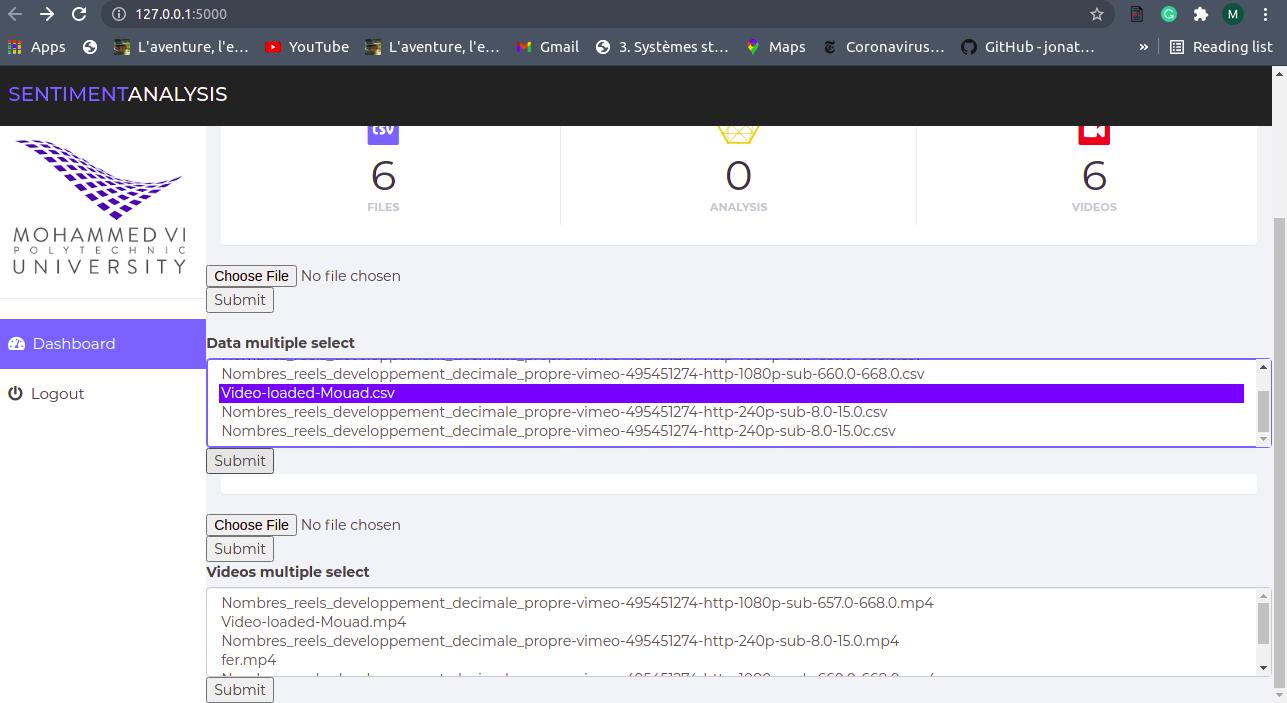 127.0.0.1:5000
M
Apps
L'aventure, l'e...
YouTube
L'aventure, l'e...
Gmail
3. Systèmes st...
Maps
Coronavirus...
GitHub - jonat...
»
Reading list
SENTIMENTANALYSIS
CSV
6
0
6
FILES
ANALYSIS
VIDEOS
MOHAMMED VI
POLYTECHNIC
UNIVERSITY
Choose File No file chosen
Submit
Dashboard
Logout
Data multiple select
Nombres_reels_developpement_decimale_propre-vimeo-495451274-http-1080p-sub-660.0-668.0.csv
Video-loaded-Mouad.csv
Nombres_reels_developpement_decimale_propre-vimeo-495451274-http-240p-sub-8.0-15.0.csv
Nombres_reels_developpement_decimale_propre-vimeo-495451274-http-240p-sub-8.0-15.0c.csv
Submit
Choose File No file chosen
Submit
Videos multiple select
Nombres_reels_developpement_decimale_propre-vimeo-495451274-http-1080p-sub-657.0-668.0.mp4
Video-loaded-Mouad.mp4
Nombres_reels_developpement_decimale_propre-vimeo-495451274-http-240p-sub-8.0-15.0.mp4
fer.mp4
Submit